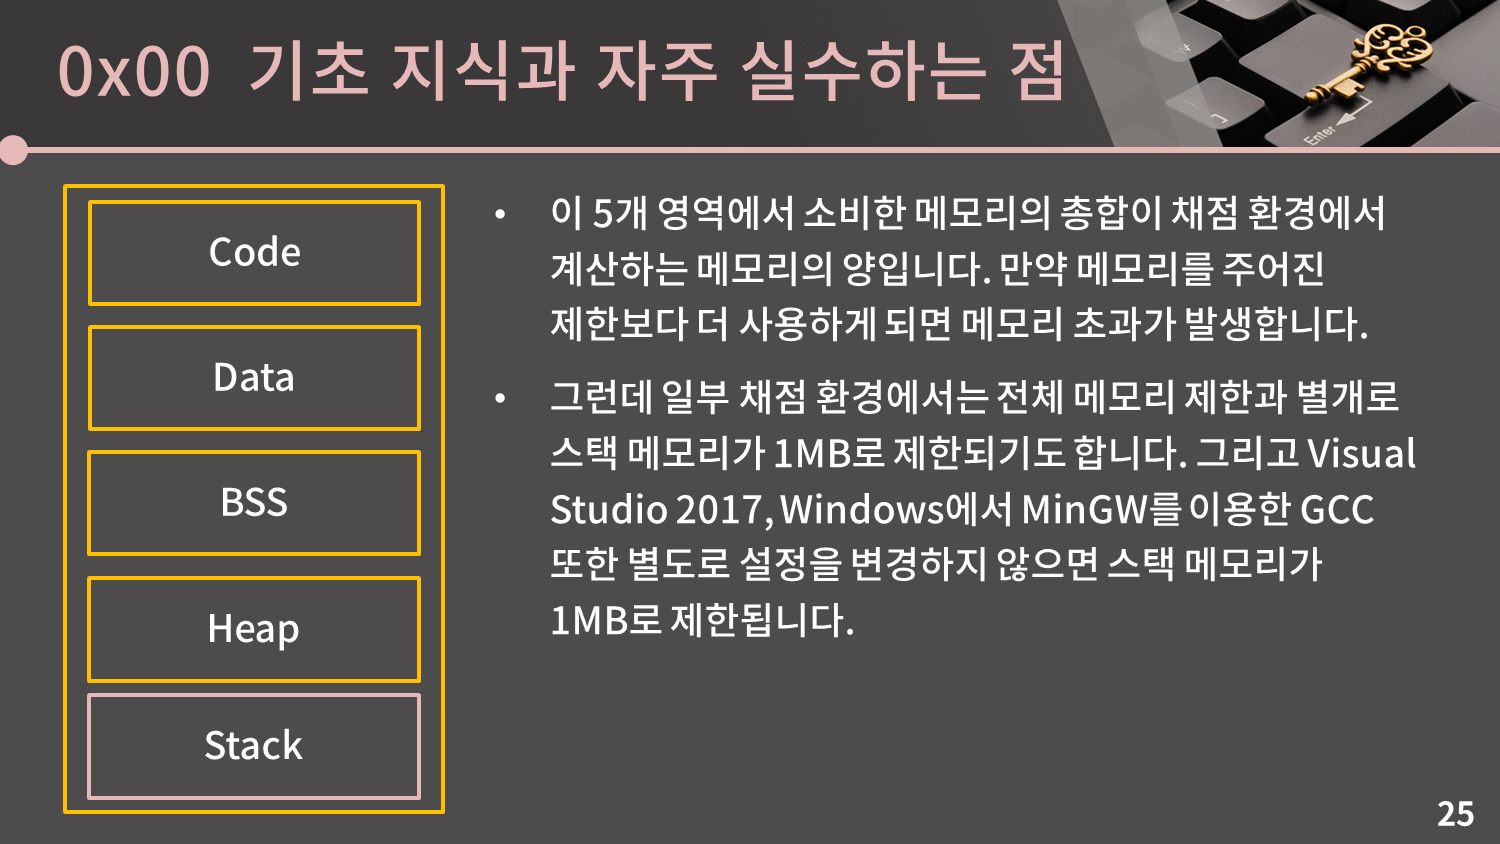 0x00 기초 지식과 자주 실수하는 점
Enter
Code
Data
BSS
Heap
Stack
• 이 5개 영역에서 소비한 메모리의 총합이 채점 환경에서
계산하는 메모리의 양입니다. 만약 메모리를 주어진
제한보다 더 사용하게 되면 메모리 초과가 발생합니다.
• 그런데 일부 채점 환경에서는 전체 메모리 제한과 별개로
스택 메모리가 1MB로 제한되기도 합니다. 그리고 Visual
Studio 2017, Windows에서 MinGW를 이용한 GCC
또한 별도로 설정을 변경하지 않으면 스택 메모리가
1MB로 제한됩니다.
25